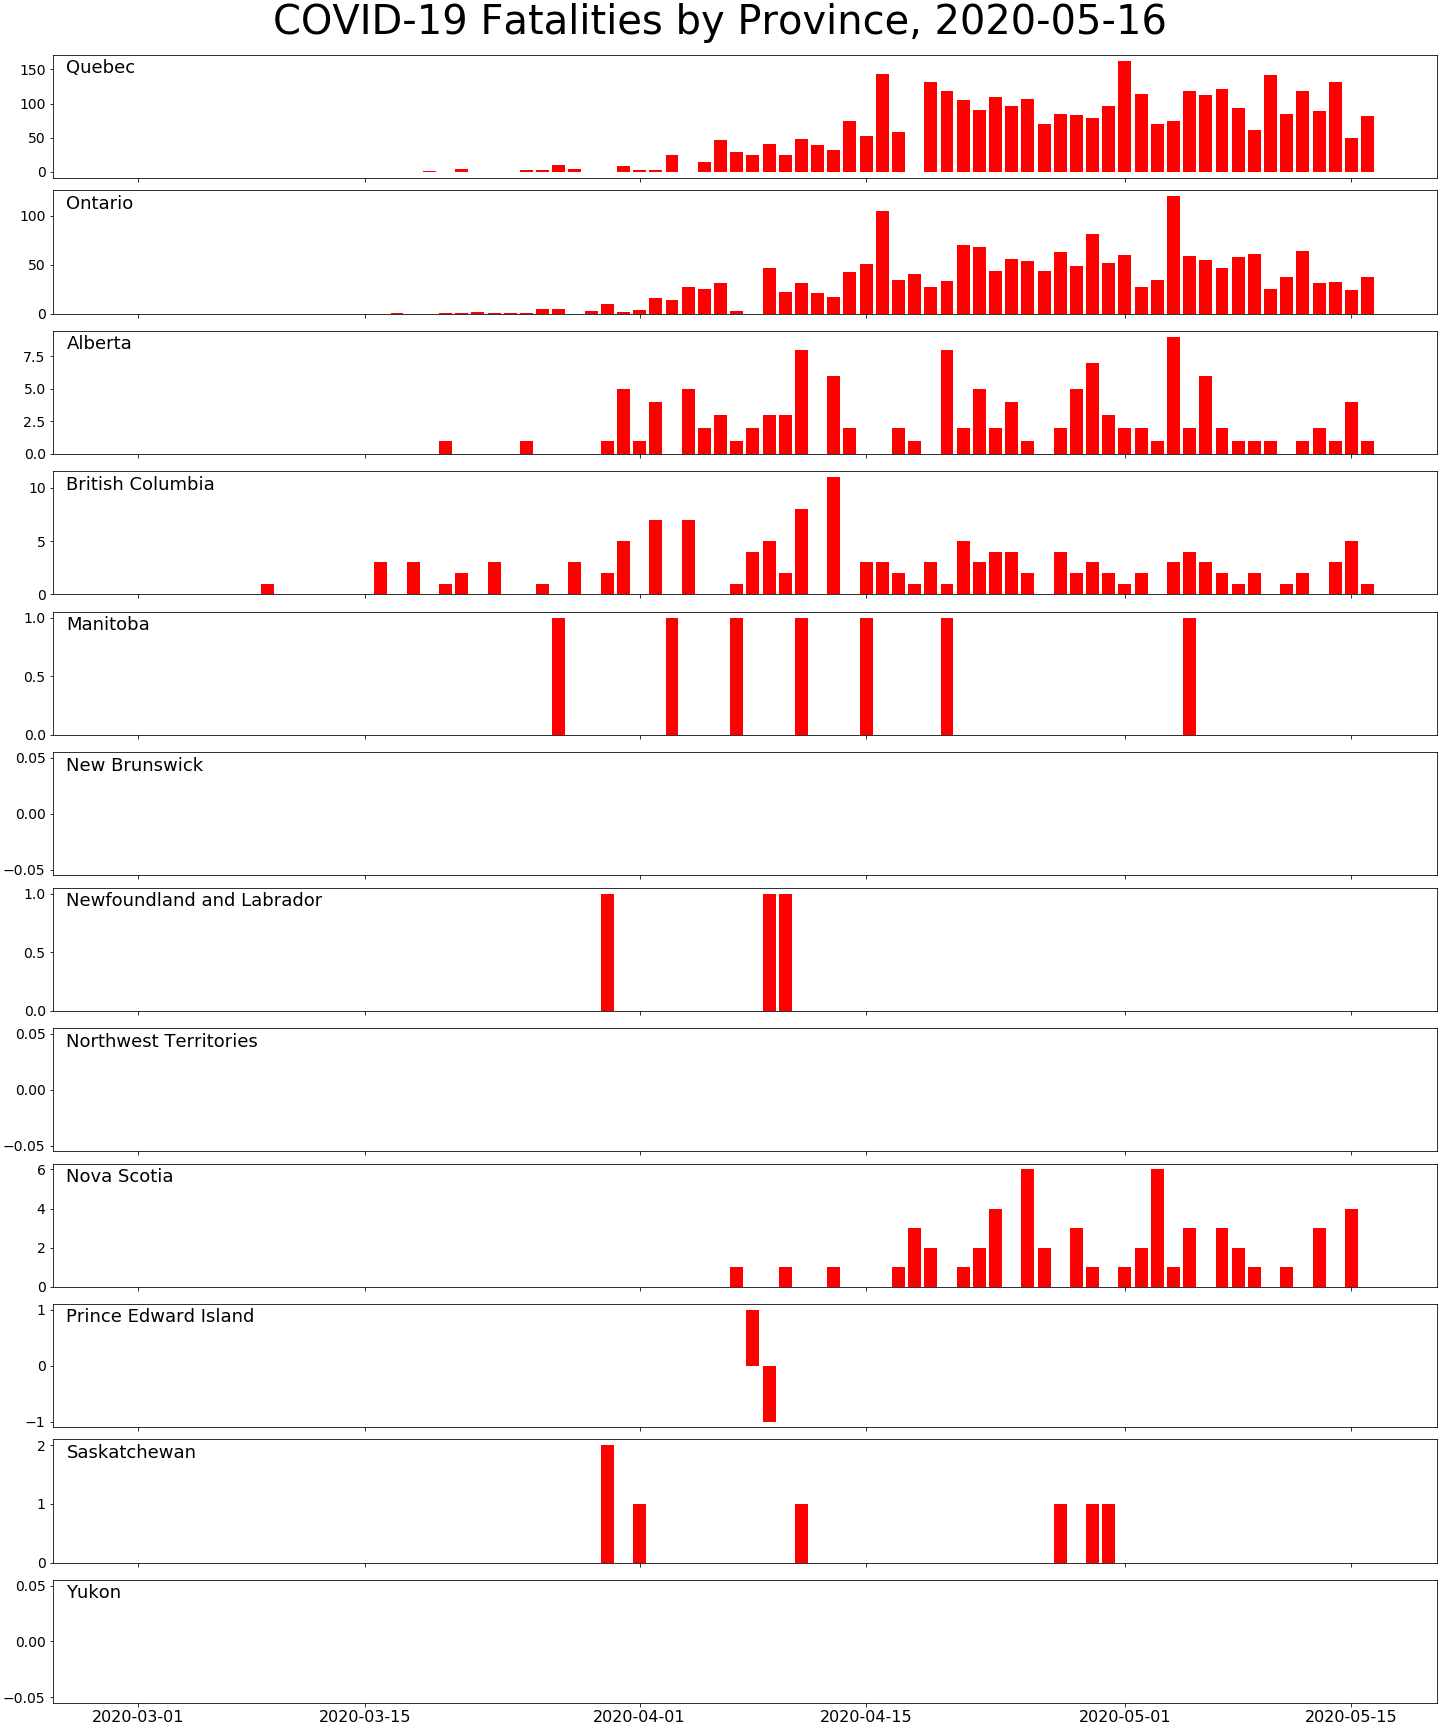 COVID-19 Fatalities by Province, 2020-05-16
Quebec
150
100
50
0
Ontario
100
50
0
Alberta
7.5
5.0
2.5
0.0
British Columbia
10
5
0
Manitoba
1.0
0.5
0.0
New Brunswick
0.05
0.00
−0.05
Newfoundland and Labrador
1.0
0.5
0.0
Northwest Territories
0.05
0.00
−0.05
Nova Scotia
6
4
2
0
Prince Edward Island
1
0
−1
Saskatchewan
2
1
0
Yukon
0.05
0.00
−0.05
2020-03-01 2020-03-15 2020-04-01 2020-04-15 2020-05-01 2020-05-15